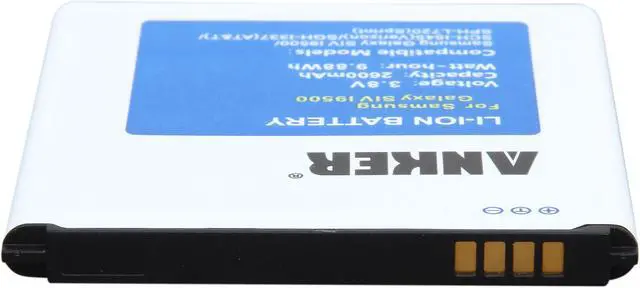 ANKER®
LI-ION BATTERY
For Samsung
Galaxy SIV i9500
Voltage: 3.8V
Capacity: 2600mAh
Watt-hour: 9.88Wh
Compatible Models:
Samsung Galaxy SIV i9500/
SCH-I545(Verizon)/SGH-I337(AT&T)/
SPH-L720(Sprint)